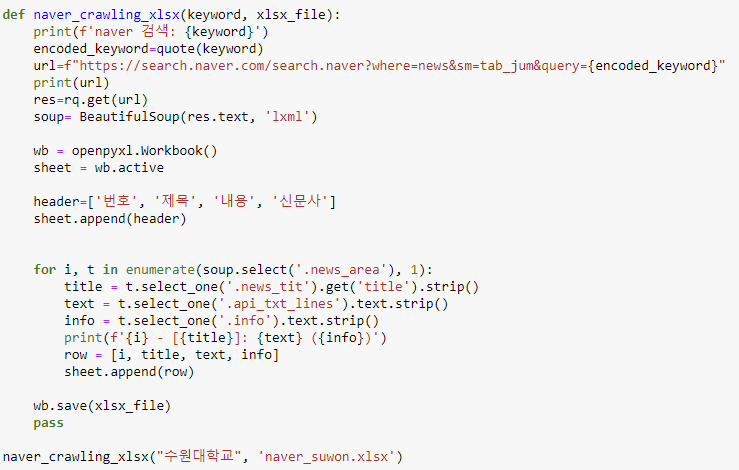 def naver_crawling_xlsx(keyword, xlsx_file):
    print(f'naver 검색: {keyword}')
    encoded_keyword=quote(keyword)
    url=f"https://search.naver.com/search.naver?where=news&sm=tab_jum&query={encoded_keyword}"
    print(url)
    res=rq.get(url)
    soup= BeautifulSoup(res.text, 'lxml')

    wb = openpyxl.Workbook()
    sheet = wb.active

    header=['번호', '제목', '내용', '신문사']
    sheet.append(header)


    for i, t in enumerate(soup.select('.news_area'), 1):
        title = t.select_one('.news_tit').get('title').strip()
        text = t.select_one('.api_txt_lines').text.strip()
        info = t.select_one('.info').text.strip()
        print(f'{i} - [{title}]: {text} ({info})')
        row = [i, title, text, info]
        sheet.append(row)

    wb.save(xlsx_file)
    pass

naver_crawling_xlsx("수원대학교", 'naver_suwon.xlsx')